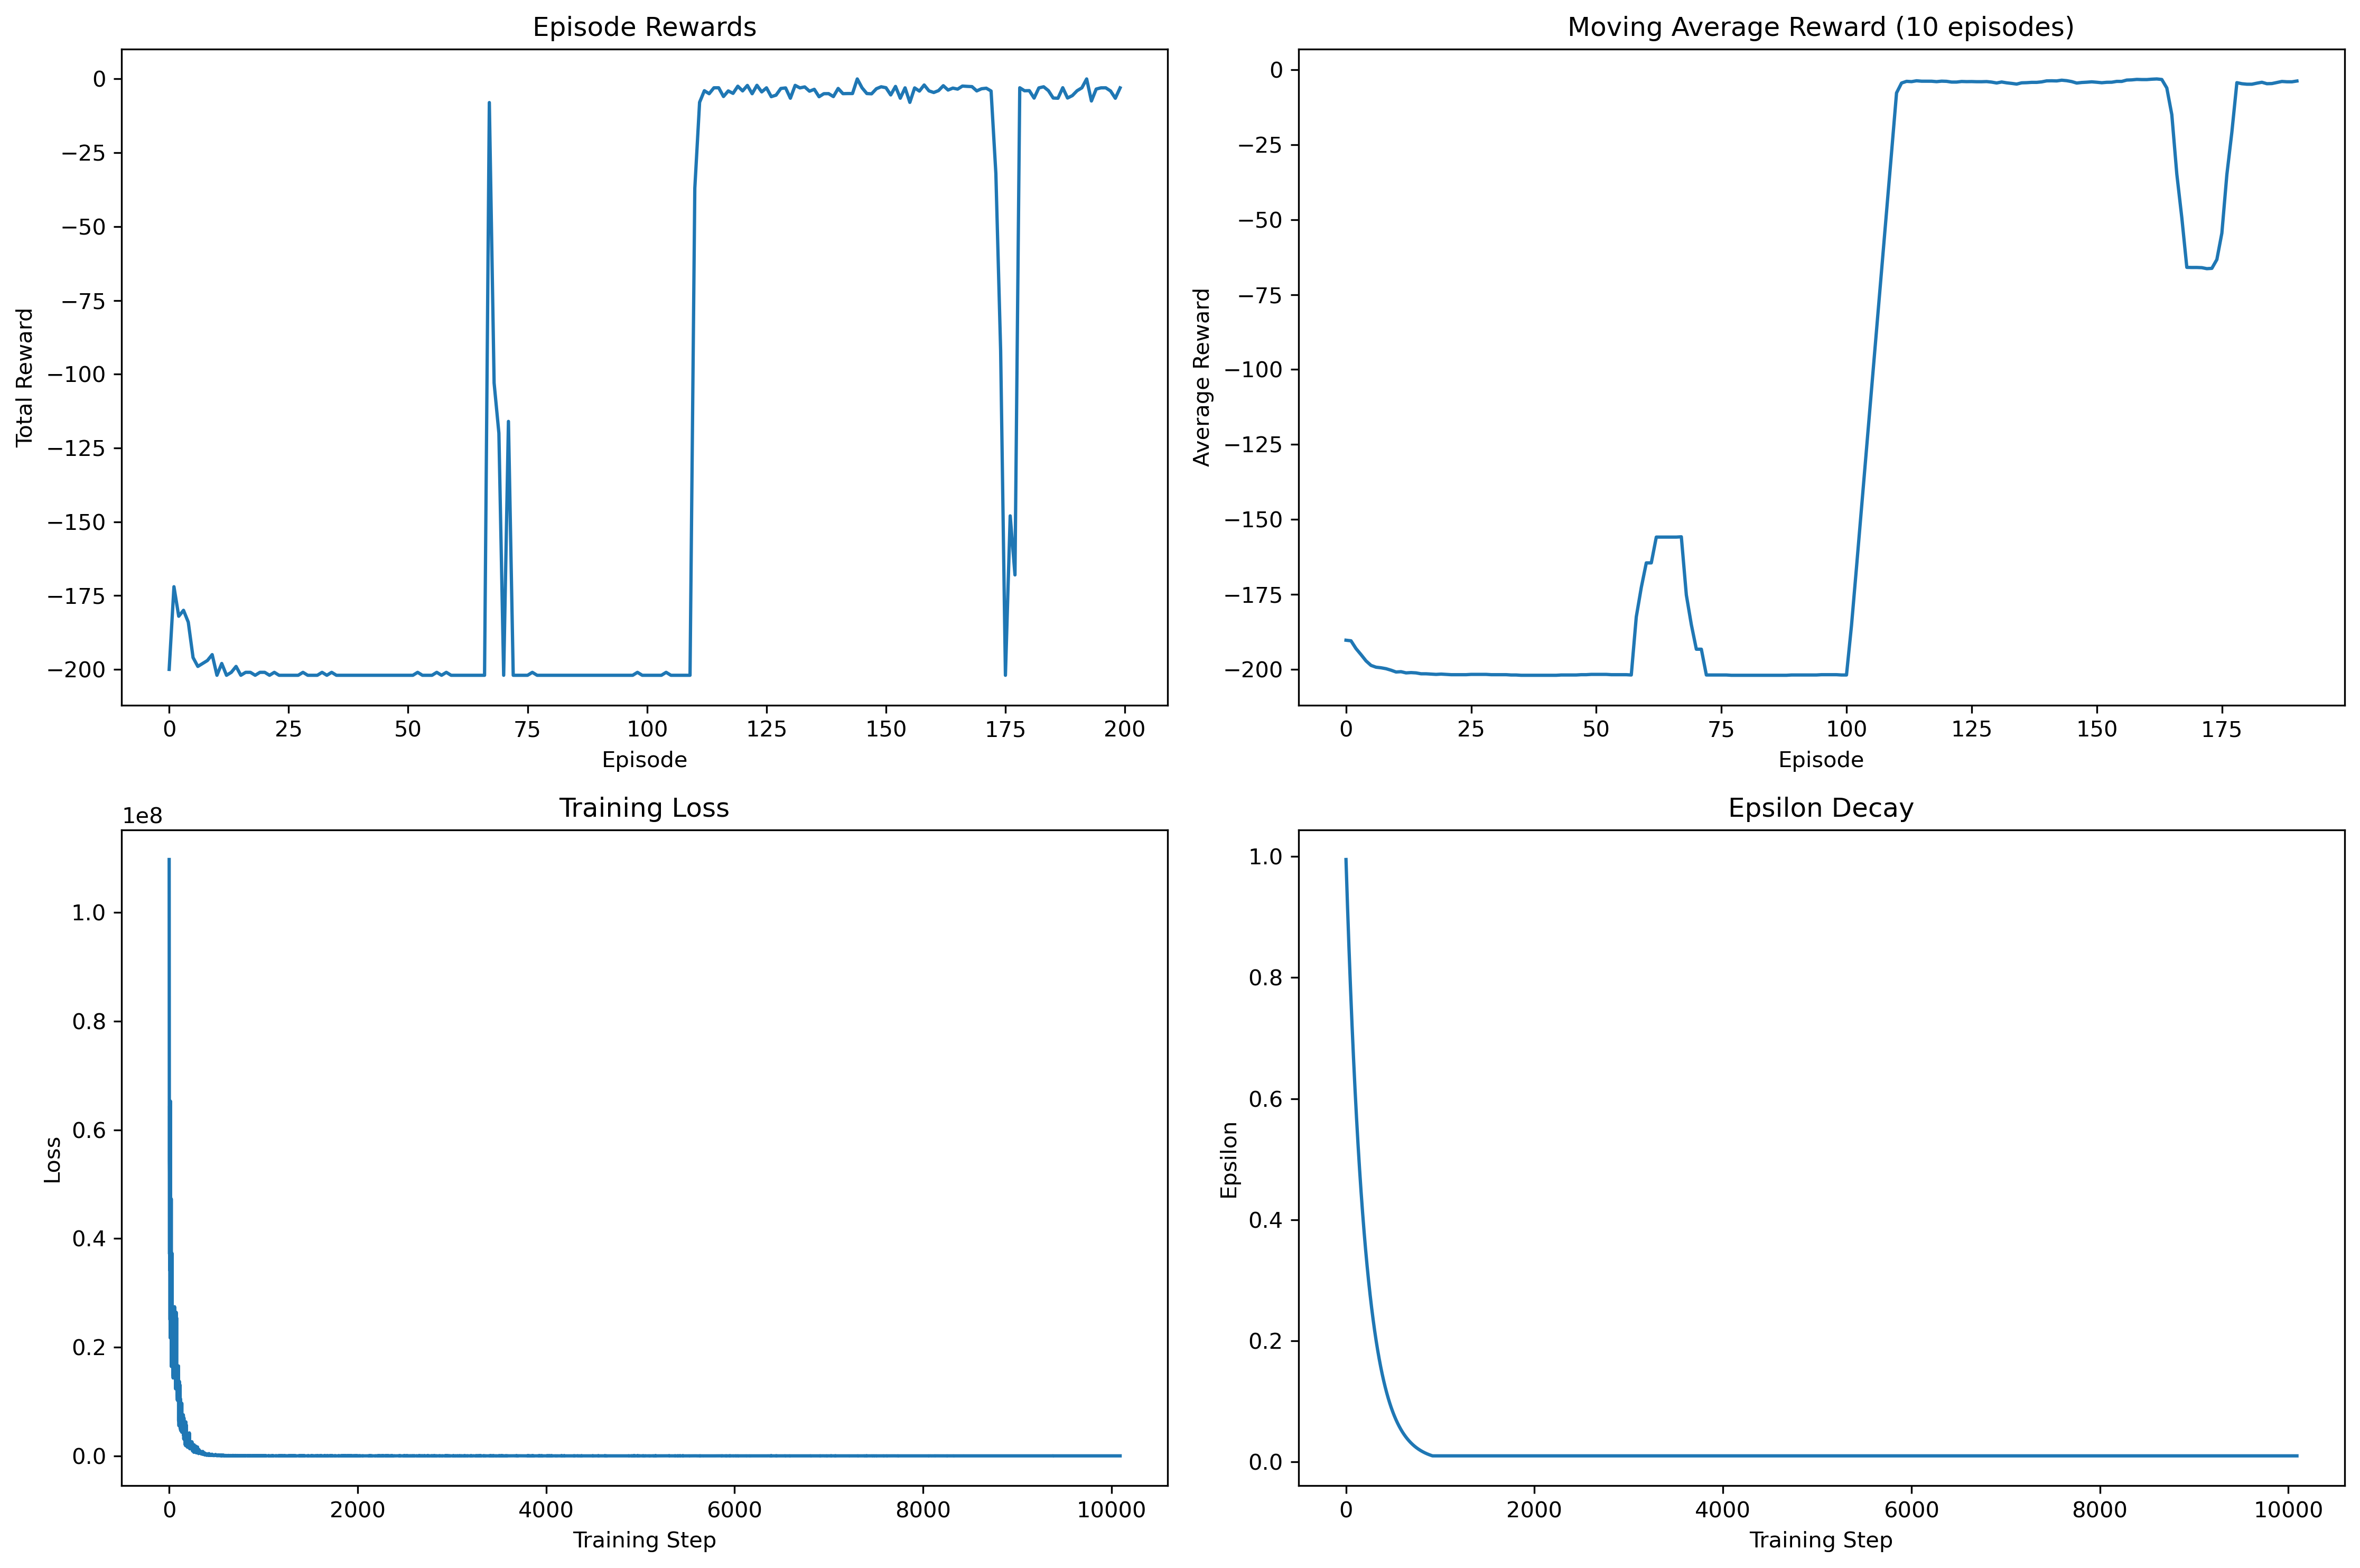 Episode Rewards
Total Reward
0
−25
−50
−75
−100
−125
−150
−175
−200
0 25 50 75 100 125 150 175 200
Episode
Moving Average Reward (10 episodes)
Average Reward
0
−25
−50
−75
−100
−125
−150
−175
−200
0 25 50 75 100 125 150 175
Episode
Training Loss
1e8
Loss
1.0
0.8
0.6
0.4
0.2
0.0
0 2000 4000 6000 8000 10000
Training Step
Epsilon Decay
Epsilon
1.0
0.8
0.6
0.4
0.2
0.0
0 2000 4000 6000 8000 10000
Training Step